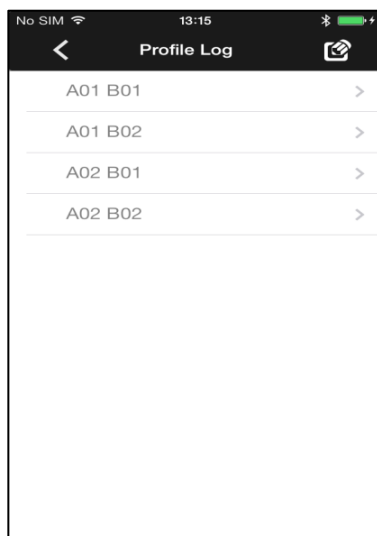 No SIM 13:15
Profile Log
A01 B01
A01 B02
A02 B01
A02 B02